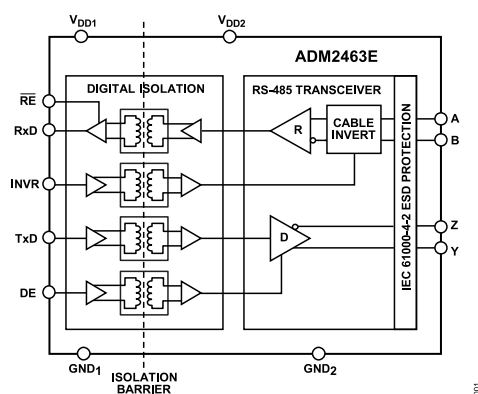 VDD1
VDD2
ADM2463E
DIGITAL ISOLATION
RS-485 TRANSCEIVER
RE
RxD
R
CABLE
INVERT
A
B
INVR
IEC 61000-4-2 ESD PROTECTION
TxD
D
Z
Y
DE
GND1
GND2
ISOLATION
BARRIER
001